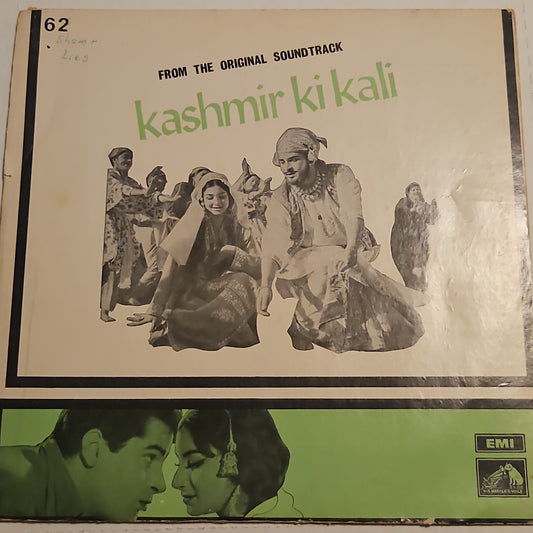 62
FROM THE ORIGINAL SOUNDTRACK
kashmir ki kali
EMI
"HIS MASTER'S VOICE"